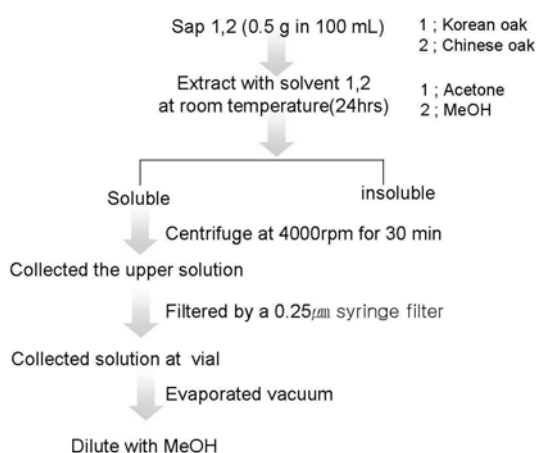 Sap 1,2 (0.5 g in 100 mL)
1 ; Korean oak
2 ; Chinese oak
Extract with solvent 1,2
at room temperature(24hrs)
1 ; Acetone
2 ; MeOH
Soluble
insoluble
Centrifuge at 4000rpm for 30 min
Collected the upper solution
Filtered by a 0.25㎛ syringe filter
Collected solution at vial
Evaporated vacuum
Dilute with MeOH